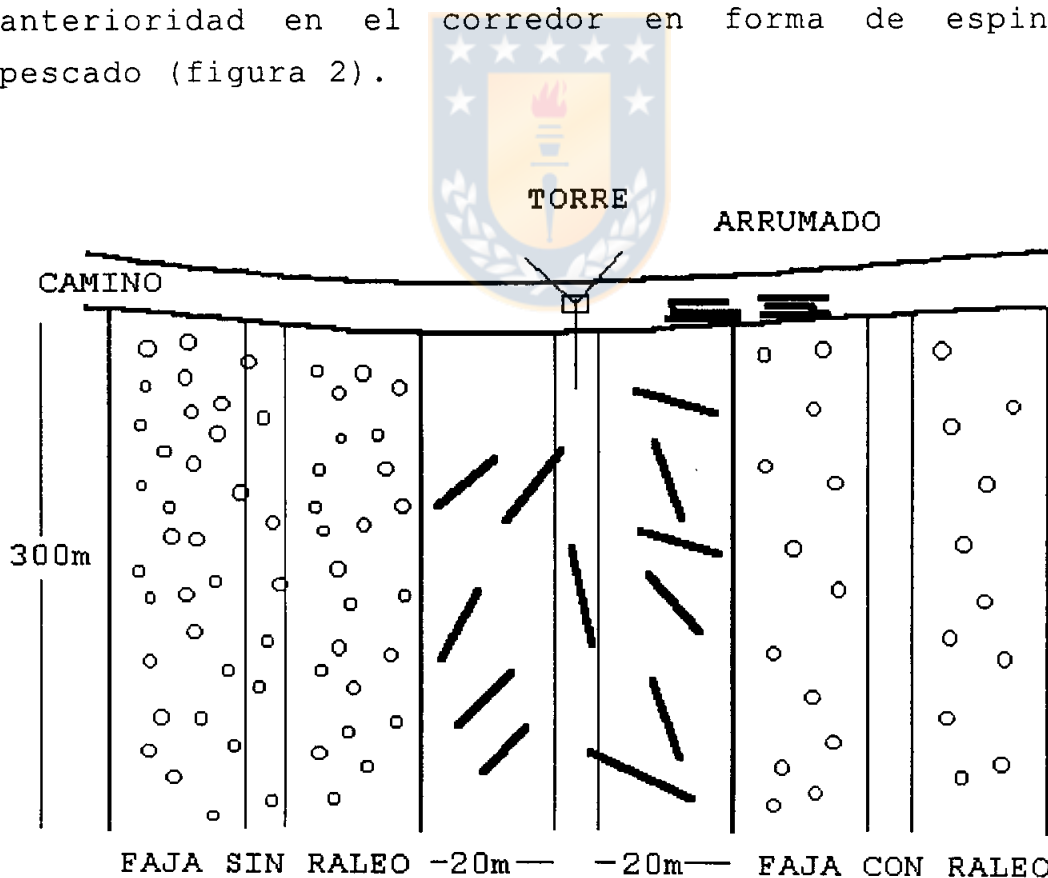 anterioridad en el corredor en forma de espin
pescado (figura 2).
TORRE
ARRUMADO
CAMINO
300m
FAJA SIN RALEO -20m- -20m- FAJA CON RALEO